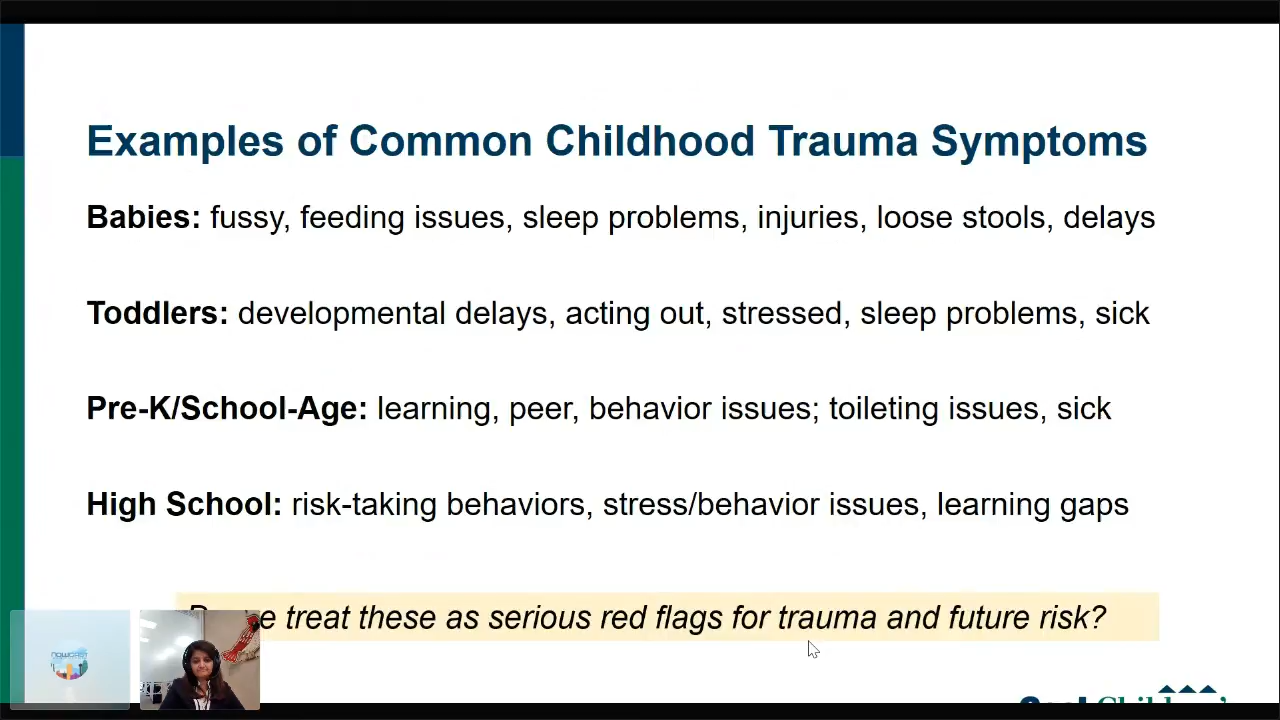 Examples of Common Childhood Trauma Symptoms
Babies: fussy, feeding issues, sleep problems, injuries, loose stools, delays
Toddlers: developmental delays, acting out, stressed, sleep problems, sick
Pre-K/School-Age: learning, peer, behavior issues; toileting issues, sick
High School: risk-taking behaviors, stress/behavior issues, learning gaps
treat these as serious red flags for trauma and future risk?
NOWCAST